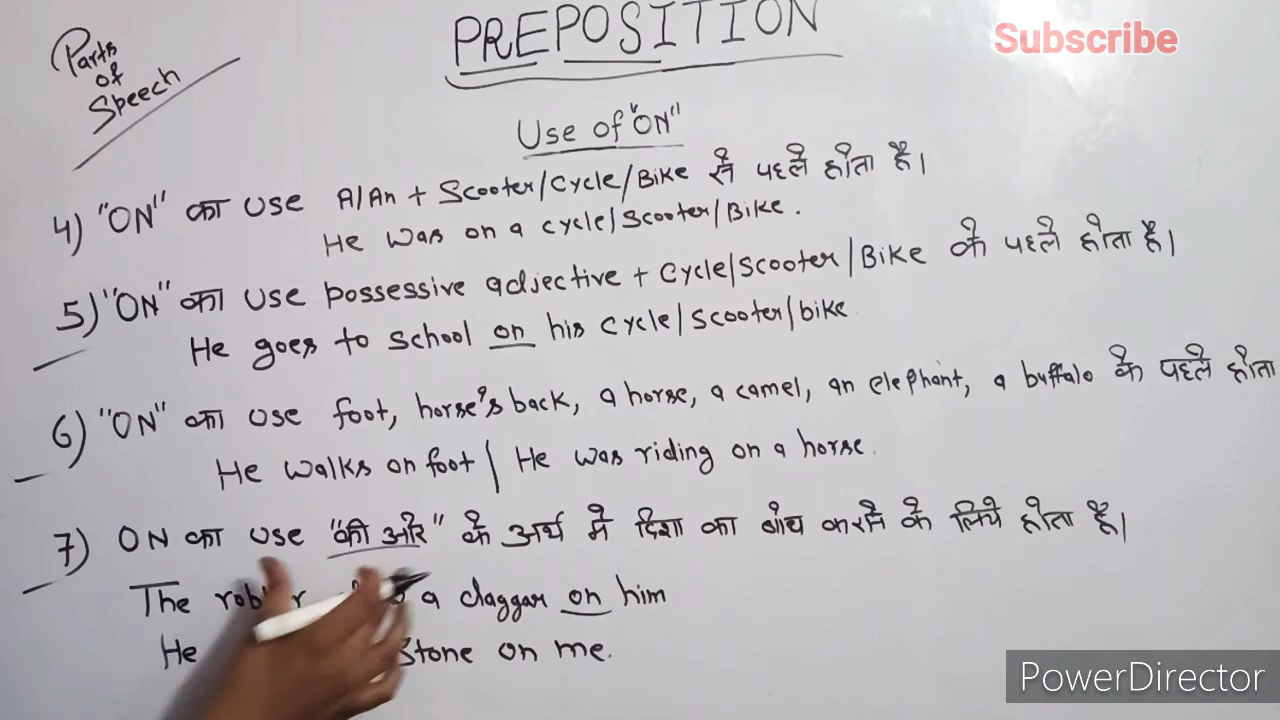 Parts
of
Speech
PREPOSITION
Subscribe
Use of "ON"
4) "ON" का use A/An + Scooter/Cycle/Bike से पहले होता है।
He was on a cycle/Scooter/Bike.
5) "ON" का use possessive adjective + Cycle/Scooter/Bike के पहले होता है।
He goes to school on his cycle/scooter/bike
6) "ON" का use foot, horse's back, a horse, a camel, an elephant, a buffalo के पहले होता
He walks on foot | He was riding on a horse.
7) ON का use "की ओर" के अर्थ मे दिशा का बोध करने के लिये होता है।
The a daggar on him
He Stone on me.
PowerDirector